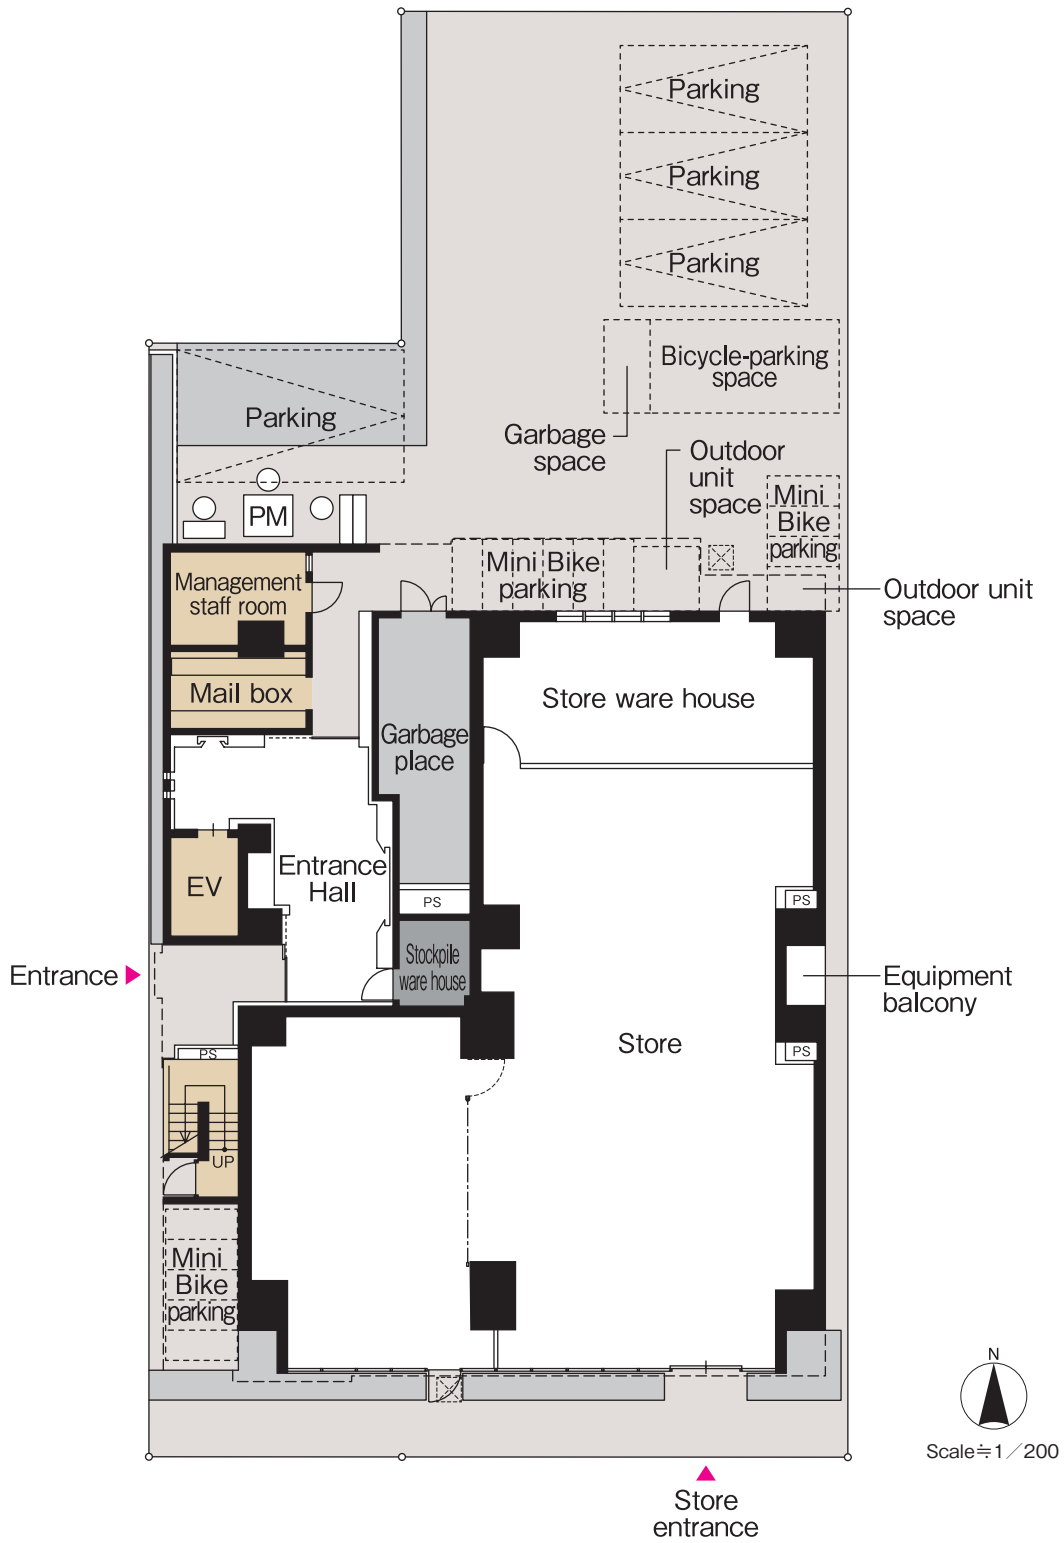 Parking
Parking
Parking
Bicycle-parking
space
Parking
Garbage
space
Outdoor
unit
space
Mini
Bike
parking
PM
Mini Bike
parking
Management
staff room
Outdoor unit
space
Mail box
Store ware house
Garbage
place
Entrance
Hall
EV
PS
PS
Stockpile
ware house
Entrance
Equipment
balcony
Store
PS
PS
UP
Mini
Bike
parking
N
Scale≒1/200
Store
entrance